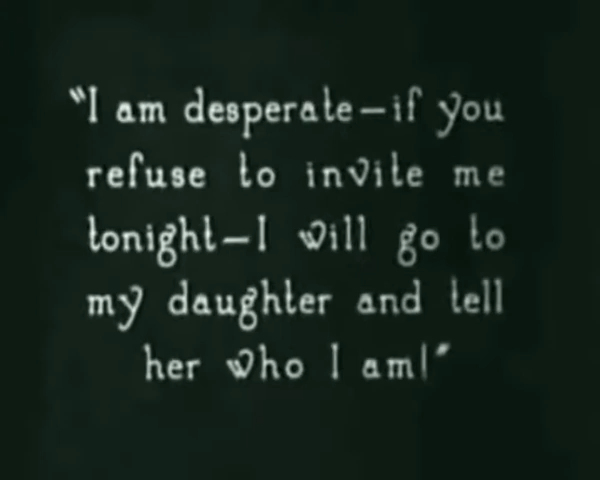 "I am desperate—if you
refuse to invite me
tonight—I will go to
my daughter and tell
her who I am!"